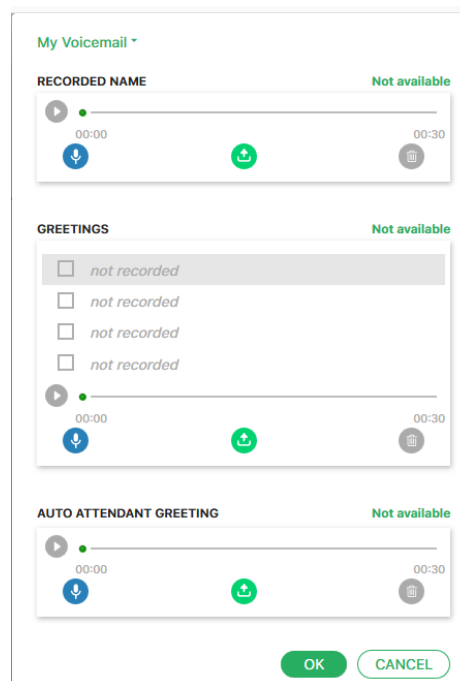 My Voicemail
RECORDED NAME Not available
00:00 00:30
GREETINGS Not available
not recorded
not recorded
not recorded
not recorded
00:00 00:30
AUTO ATTENDANT GREETING Not available
00:00 00:30
OK CANCEL